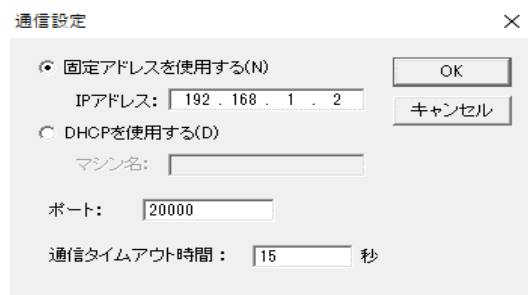 通信設定
固定アドレスを使用する(N)
OK
IPアドレス: 192 . 168 . 1 . 2
キャンセル
DHCPを使用する(D)
マシン名:
ポート: 20000
通信タイムアウト時間： 15 秒